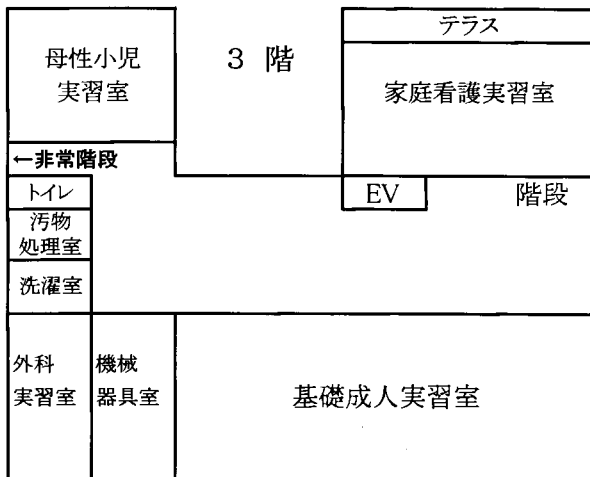 母性小児
実習室
3 階
テラス
家庭看護実習室
←非常階段
トイレ
EV
階段
汚物
処理室
洗濯室
外科
実習室
機械
器具室
基礎成人実習室